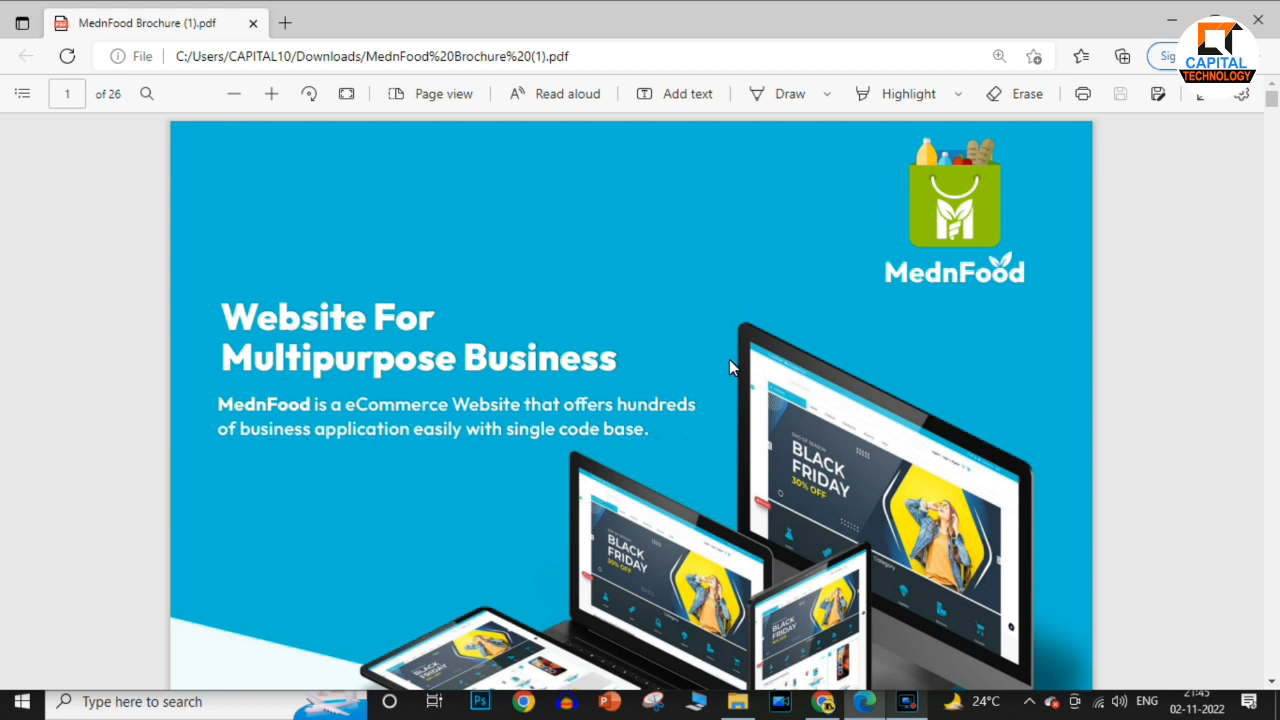 MednFood Brochure (1).pdf
File
C:/Users/CAPITAL10/Downloads/MednFood%20Brochure%20(1).pdf
CAPITAL
TECHNOLOGY
1 of 26
Page view
Read aloud
Add text
Draw
Highlight
Erase
MednFood
Website For
Multipurpose Business
MednFood is a eCommerce Website that offers hundreds
of business application easily with single code base.
BLACK
FRIDAY
30% OFF
BLACK
FRIDAY
30% OFF
BLACK
FRIDAY
Category
Type here to search
24°C
ENG
21:45
02-11-2022